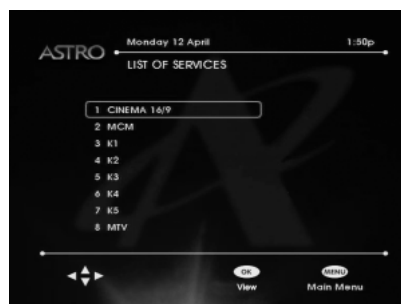 Monday 12 April 1:50p
ASTRO
LIST OF SERVICES
1 CINEMA 16/9
2 MCM
3 K1
4 K2
5 K3
6 K4
7 K5
8 MTV
OK MENU
View Main Menu